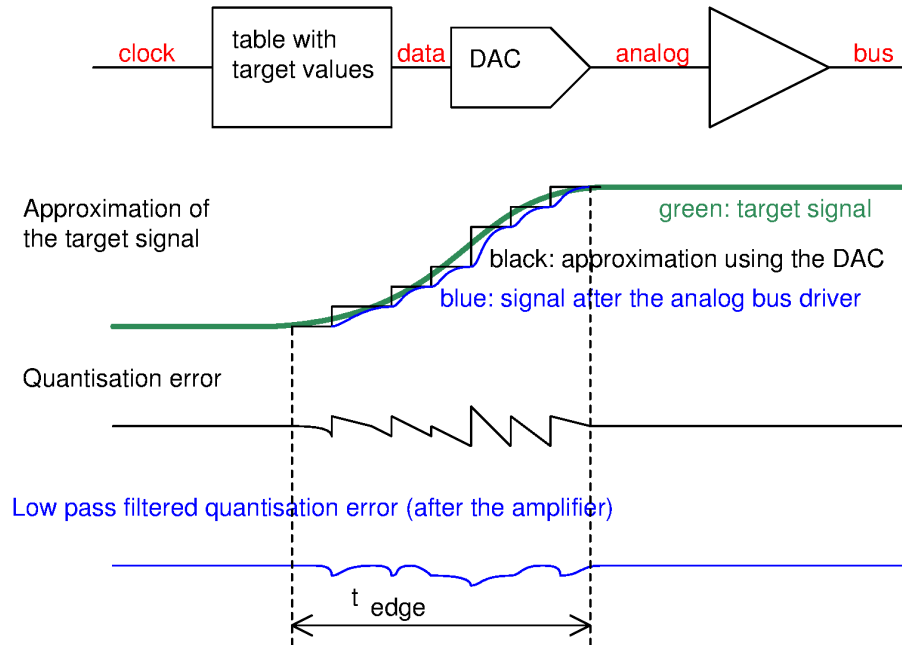 clock
table with
target values
data
DAC
analog
bus
Approximation of
the target signal
green: target signal
black: approximation using the DAC
blue: signal after the analog bus driver
Quantisation error
Low pass filtered quantisation error (after the amplifier)
t edge